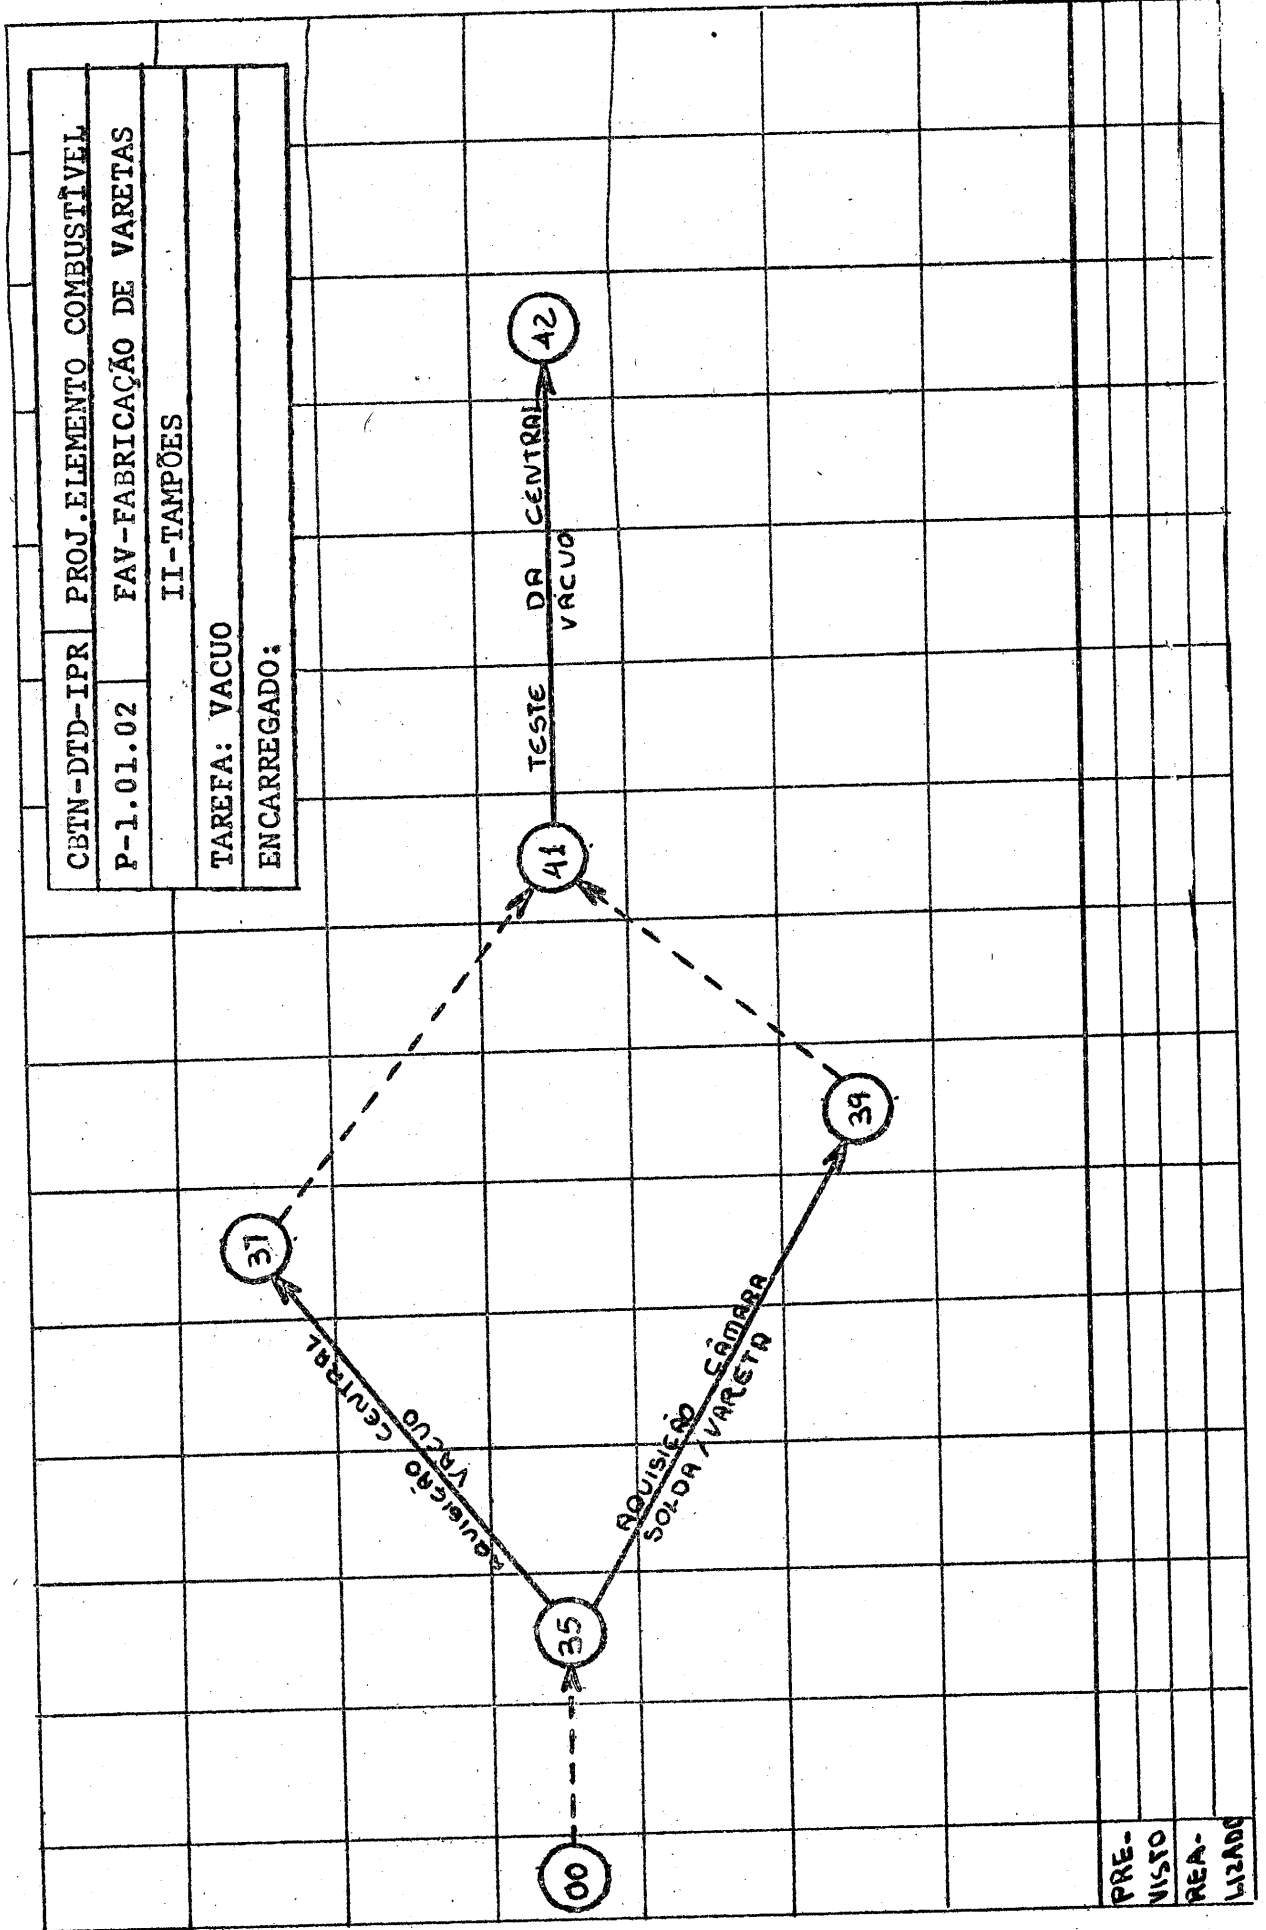 CBTN-DTD-IPR PROJ.ELEMENTO COMBUSTÍVEL
P-1.01.02 FAV-FABRICAÇÃO DE VARETAS
II-TAMPÕES
TAREFA: VACUO
ENCARREGADO:
00
35
AQUISIÇÃO CENTRAL
VÁCUO
37
AQUISIÇÃO CÂMARA
SOLDA/VARETA
39
41
TESTE DA CENTRAL
VÁCUO
42
PRE-
VISTO
REA-
LIZADO